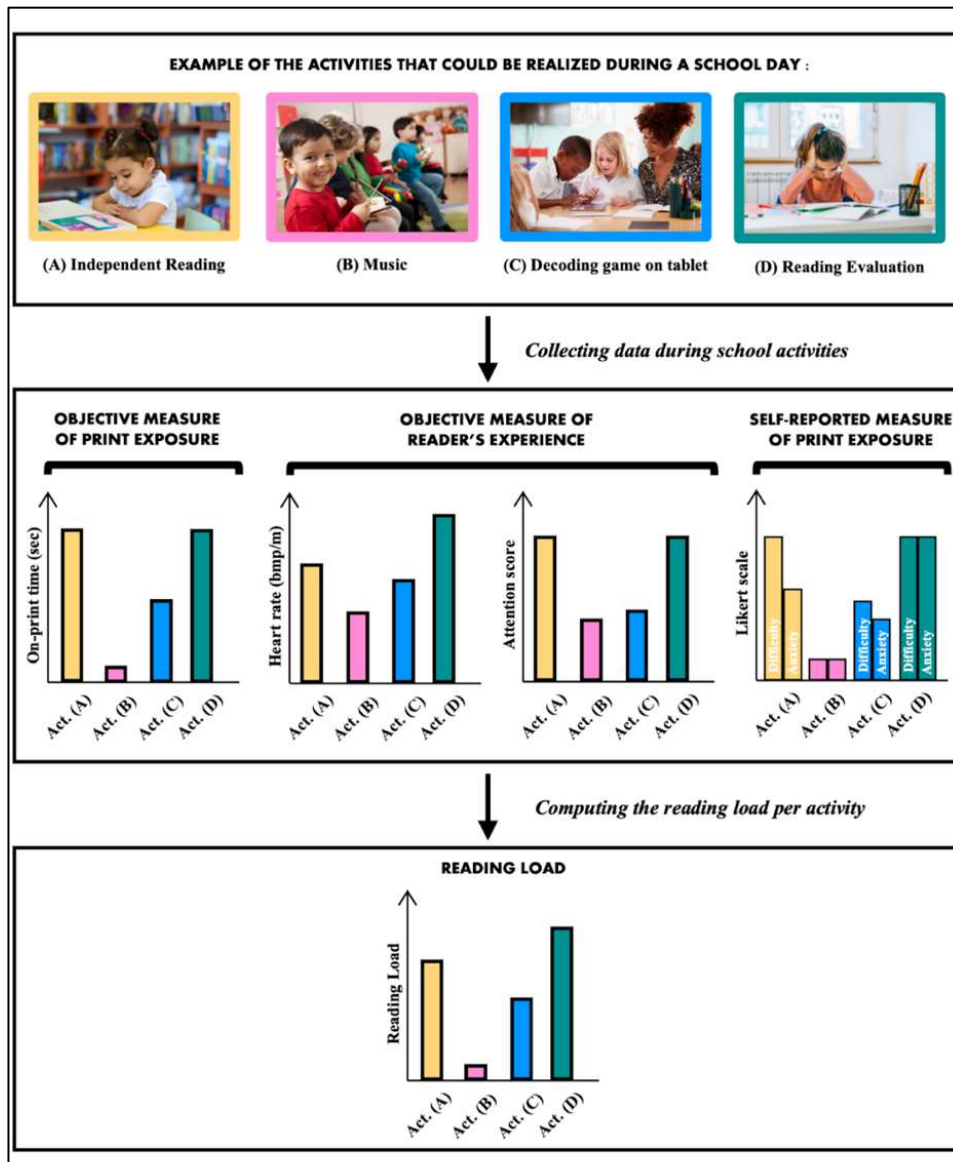 EXAMPLE OF THE ACTIVITIES THAT COULD BE REALIZED DURING A SCHOOL DAY :
(A) Independent Reading
(B) Music
(C) Decoding game on tablet
(D) Reading Evaluation
Collecting data during school activities
OBJECTIVE MEASURE
OF PRINT EXPOSURE
On-print time (sec)
Act. (A)
Act. (B)
Act. (C)
Act. (D)
OBJECTIVE MEASURE OF
READER'S EXPERIENCE
Heart rate (bmp/m)
Act. (A)
Act. (B)
Act. (C)
Act. (D)
Attention score
Act. (A)
Act. (B)
Act. (C)
Act. (D)
SELF-REPORTED MEASURE
OF PRINT EXPOSURE
Likert scale
Difficulty
Anxiety
Difficulty
Anxiety
Difficulty
Anxiety
Act. (A)
Act. (B)
Act. (C)
Act. (D)
Computing the reading load per activity
READING LOAD
Reading Load
Act. (A)
Act. (B)
Act. (C)
Act. (D)